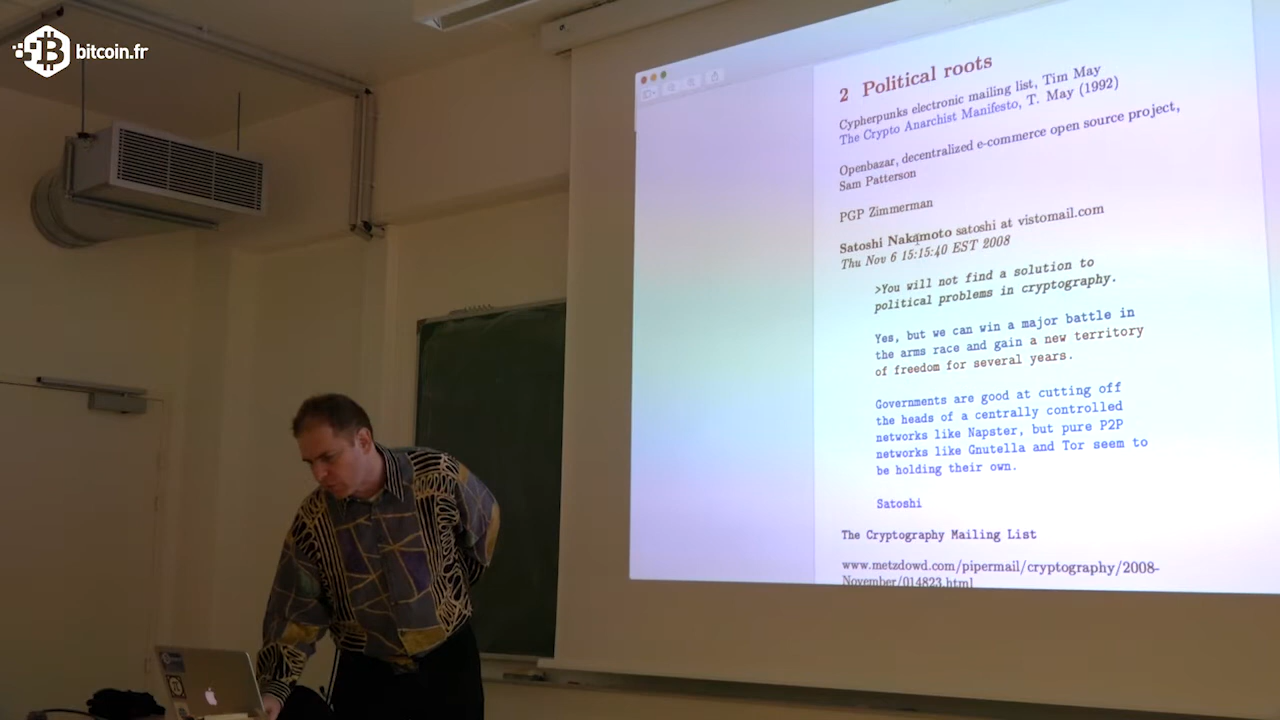 bitcoin.fr
2 Political roots
Cypherpunks electronic mailing list, Tim May
The Crypto Anarchist Manifesto, T. May (1992)
Openbazar, decentralized e-commerce open source project,
Sam Patterson
PGP Zimmerman
Satoshi Nakamoto satoshi at vistomail.com
Thu Nov 6 15:15:40 EST 2008
>You will not find a solution to
political problems in cryptography.
Yes, but we can win a major battle in
the arms race and gain a new territory
of freedom for several years.
Governments are good at cutting off
the heads of a centrally controlled
networks like Napster, but pure P2P
networks like Gnutella and Tor seem to
be holding their own.
Satoshi
The Cryptography Mailing List
www.metzdowd.com/pipermail/cryptography/2008-
November/014823.html